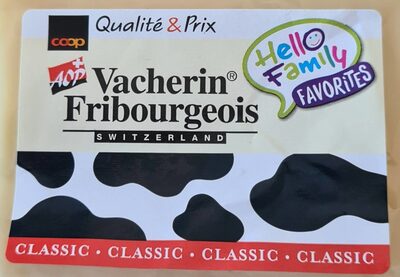 coop
Qualité & Prix
Hello
Family
FAVORITES
AOP
Vacherin®
Fribourgeois
SWITZERLAND
CLASSIC • CLASSIC • CLASSIC • CLASSIC